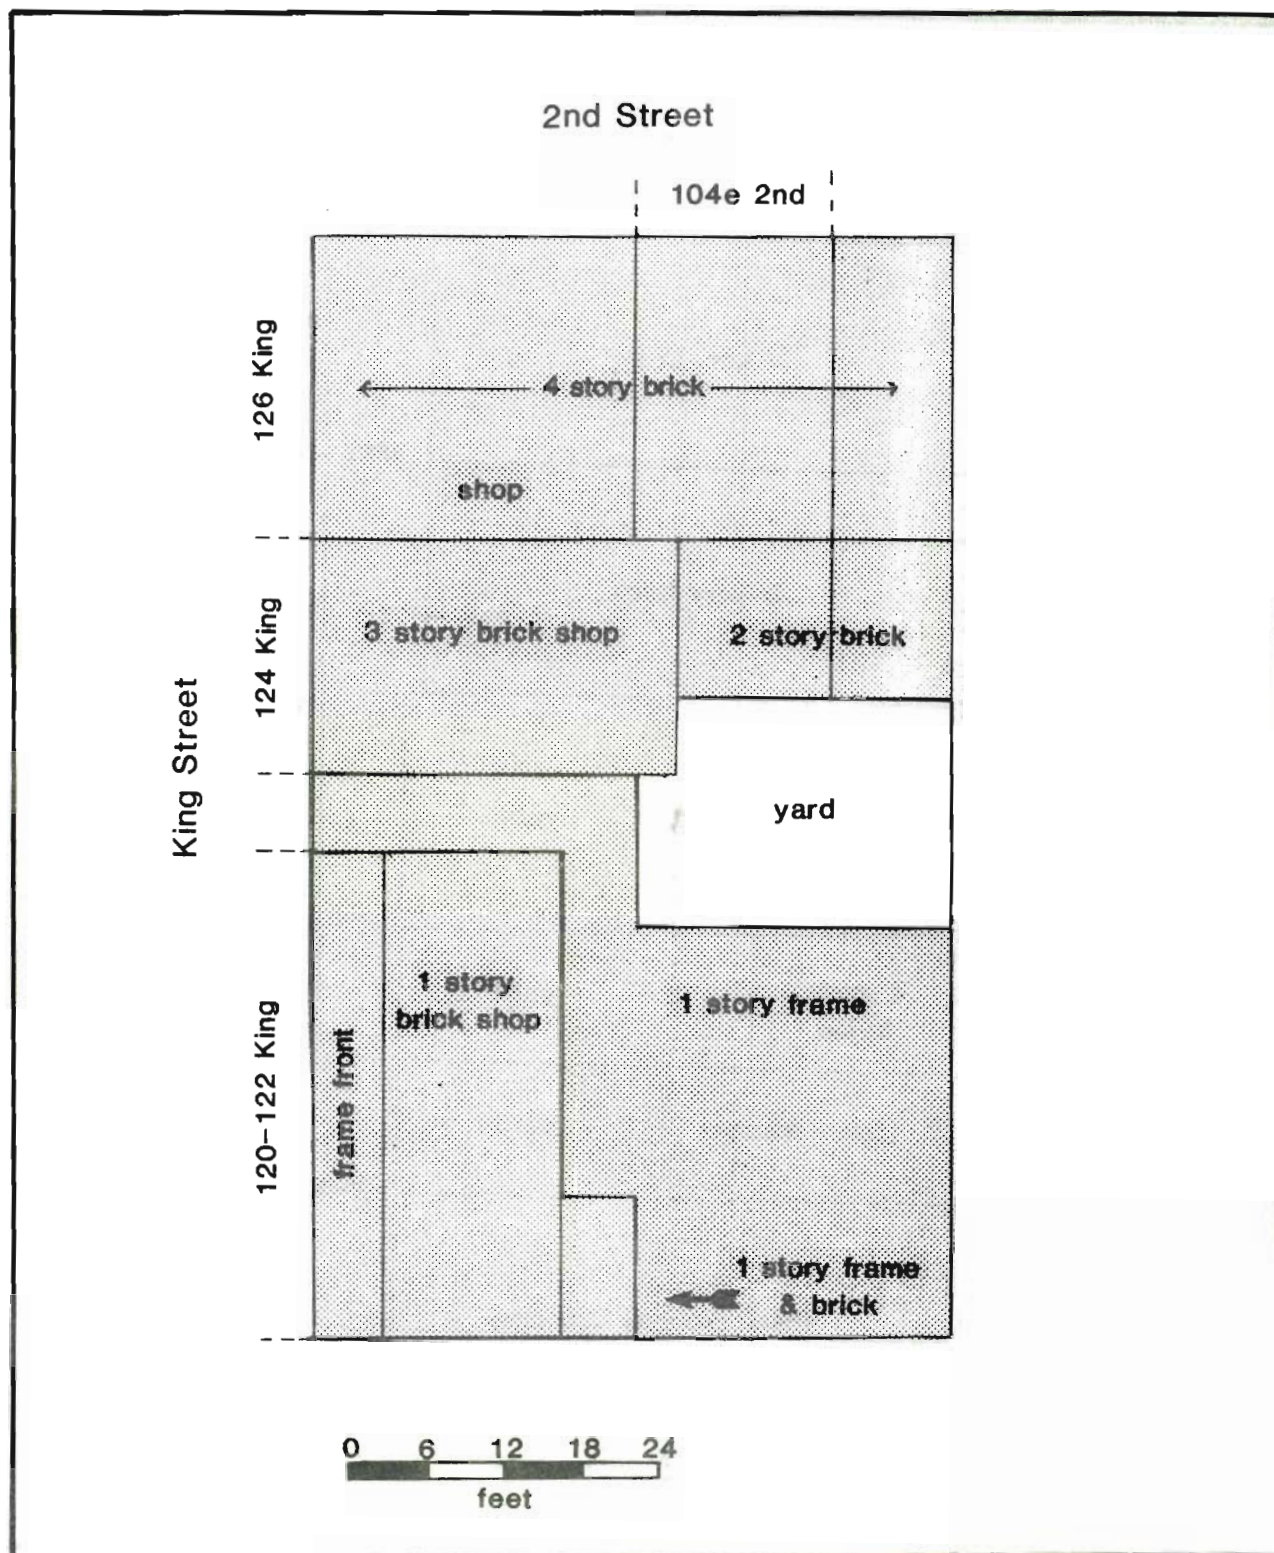 2nd Street
104e 2nd
126 King
4 story brick
shop
124 King
3 story brick shop
2 story brick
King Street
yard
120-122 King
frame front
1 story
brick shop
1 story frame
1 story frame
& brick
0 6 12 18 24
feet